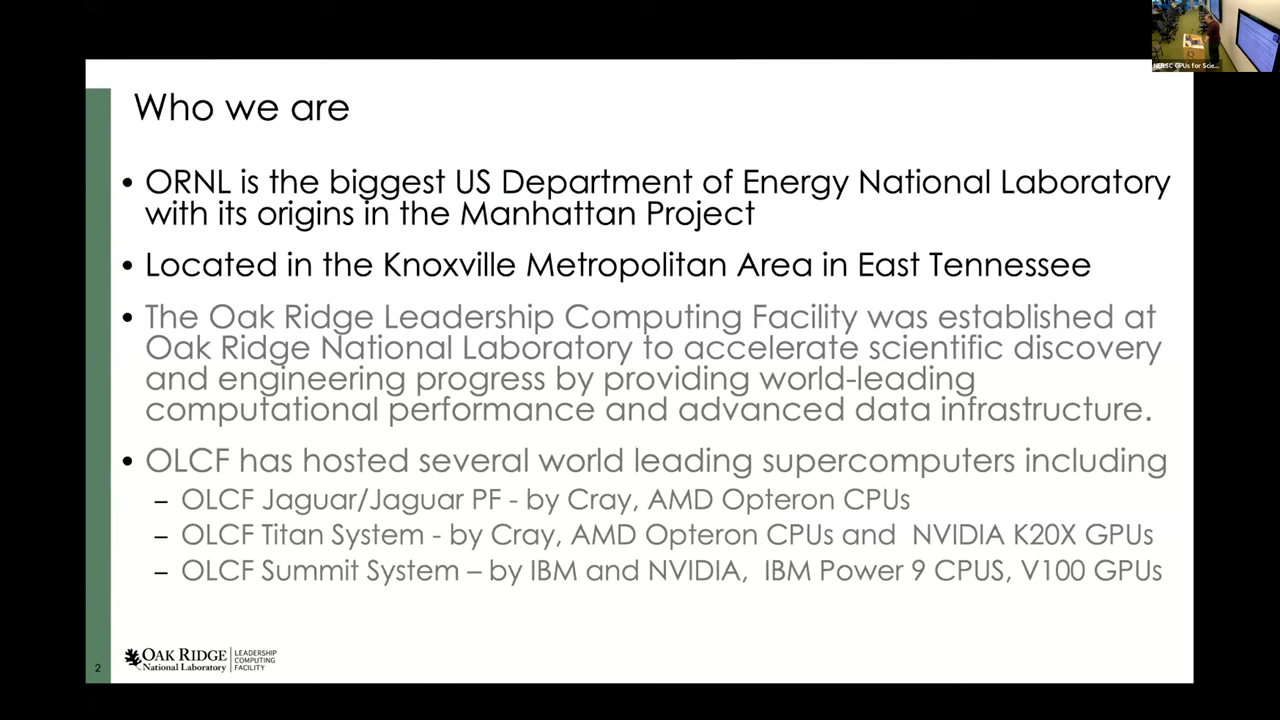 NERSC GPUs for Scie...
Who we are
• ORNL is the biggest US Department of Energy National Laboratory
with its origins in the Manhattan Project
• Located in the Knoxville Metropolitan Area in East Tennessee
• The Oak Ridge Leadership Computing Facility was established at
Oak Ridge National Laboratory to accelerate scientific discovery
and engineering progress by providing world-leading
computational performance and advanced data infrastructure.
• OLCF has hosted several world leading supercomputers including
– OLCF Jaguar/Jaguar PF - by Cray, AMD Opteron CPUs
– OLCF Titan System - by Cray, AMD Opteron CPUs and NVIDIA K20X GPUs
– OLCF Summit System – by IBM and NVIDIA, IBM Power 9 CPUS, V100 GPUs
2
OAK RIDGE
National Laboratory
LEADERSHIP
COMPUTING
FACILITY